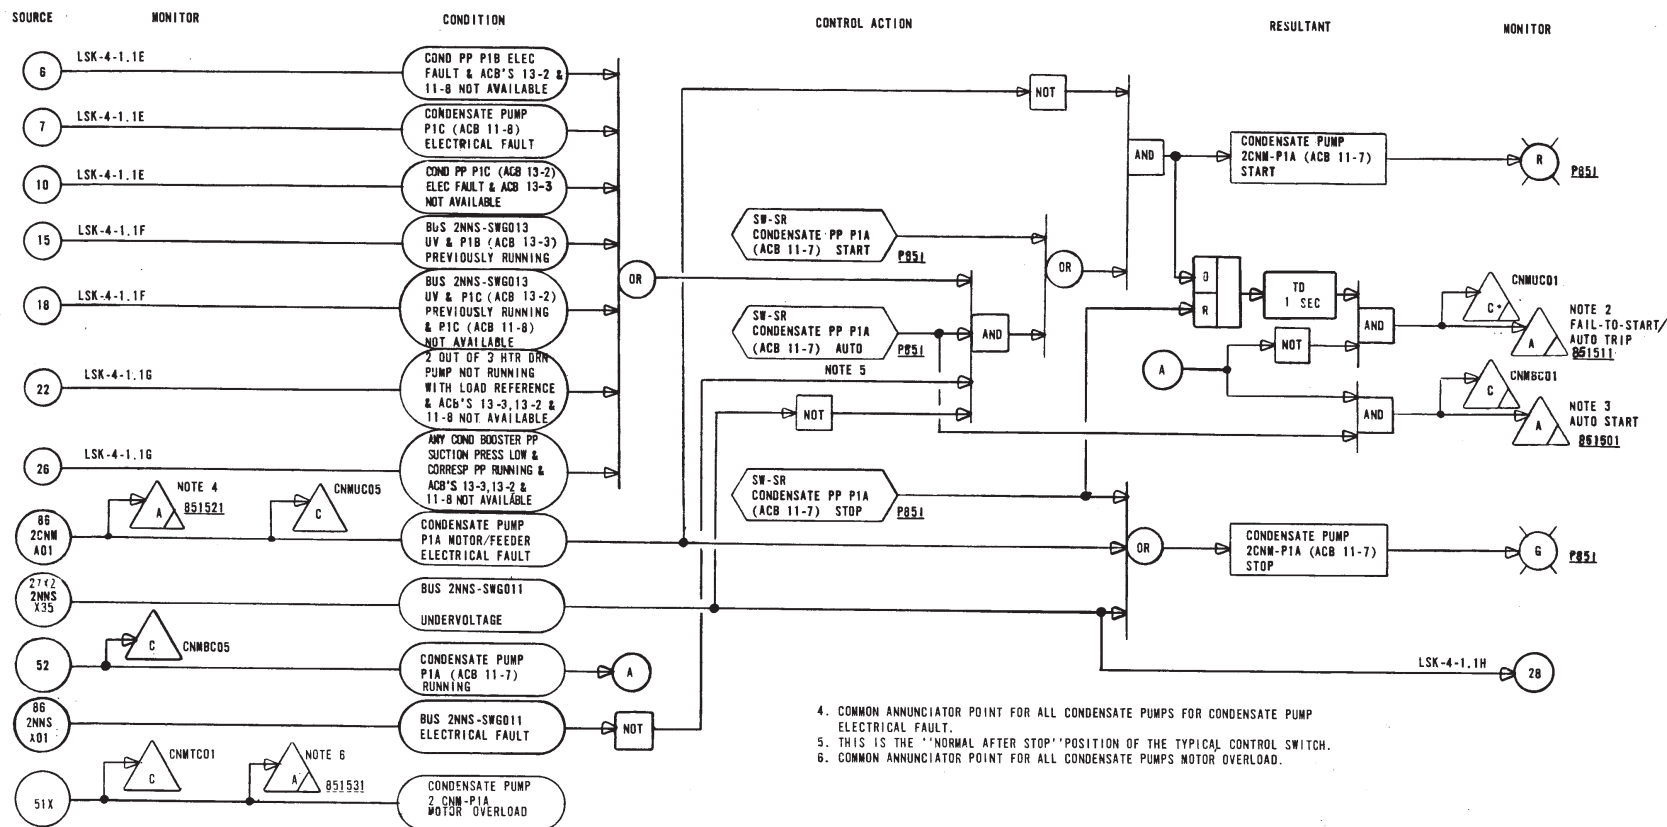 SOURCE MONITOR CONDITION CONTROL ACTION RESULTANT MONITOR
6
LSK-4-1.1E
COND PP P1B ELEC
FAULT & ACB'S 13-2 &
11-8 NOT AVAILABLE
7
LSK-4-1.1E
CONDENSATE PUMP
P1C (ACB 11-8)
ELECTRICAL FAULT
10
LSK-4-1.1E
COND PP P1C (ACB 13-2)
ELEC FAULT & ACB 13-3
NOT AVAILABLE
15
LSK-4-1.1F
BUS 2NNS-SWG013
UV & P1B (ACB 13-3)
PREVIOUSLY RUNNING
18
LSK-4-1.1F
BUS 2NNS-SWG013
UV & P1C (ACB 13-2)
PREVIOUSLY RUNNING
& P1C (ACB 11-8)
NOT AVAILABLE
22
LSK-4-1.1G
2 OUT OF 3 HTR DRN
PUMP NOT RUNNING
WITH LOAD REFERENCE
& ACB'S 13-3,13-2 &
11-8 NOT AVAILABLE
26
LSK-4-1.1G
ANY COND BOOSTER PP
SUCTION PRESS LOW &
CORRESP PP RUNNING &
ACB'S 13-3,13-2 &
11-8 NOT AVAILABLE
OR
86
2CNM
A01
A
NOTE 4
851521
C
CNMUC05
CONDENSATE PUMP
P1A MOTOR/FEEDER
ELECTRICAL FAULT
27Y2
2NNS
X35
BUS 2NNS-SWG011
UNDERVOLTAGE
52
C
CNMBC05
CONDENSATE PUMP
P1A (ACB 11-7)
RUNNING
A
86
2NNS
X01
BUS 2NNS-SWG011
ELECTRICAL FAULT
NOT
51X
C
CNMTC01
A
NOTE 6
851531
CONDENSATE PUMP
2 CNM-P1A
MOTOR OVERLOAD
NOT
SW-SR
CONDENSATE PP P1A
(ACB 11-7) START
P851
SW-SR
CONDENSATE PP P1A
(ACB 11-7) AUTO
P851
NOTE 5
NOT
AND
OR
AND
SW-SR
CONDENSATE PP P1A
(ACB 11-7) STOP
P851
OR
CONDENSATE PUMP
2CNM-P1A (ACB 11-7)
START
R
P851
O
R
TD
1 SEC
NOT
A
AND
C*
CNMUC01
A
NOTE 2
FAIL-TO-START/
AUTO TRIP
851511
AND
C
CNMBC01
A
NOTE 3
AUTO START
851501
CONDENSATE PUMP
2CNM-P1A (ACB 11-7)
STOP
G
P851
LSK-4-1.1H
28
4. COMMON ANNUNCIATOR POINT FOR ALL CONDENSATE PUMPS FOR CONDENSATE PUMP
ELECTRICAL FAULT.
5. THIS IS THE ''NORMAL AFTER STOP''POSITION OF THE TYPICAL CONTROL SWITCH.
6. COMMON ANNUNCIATOR POINT FOR ALL CONDENSATE PUMPS MOTOR OVERLOAD.